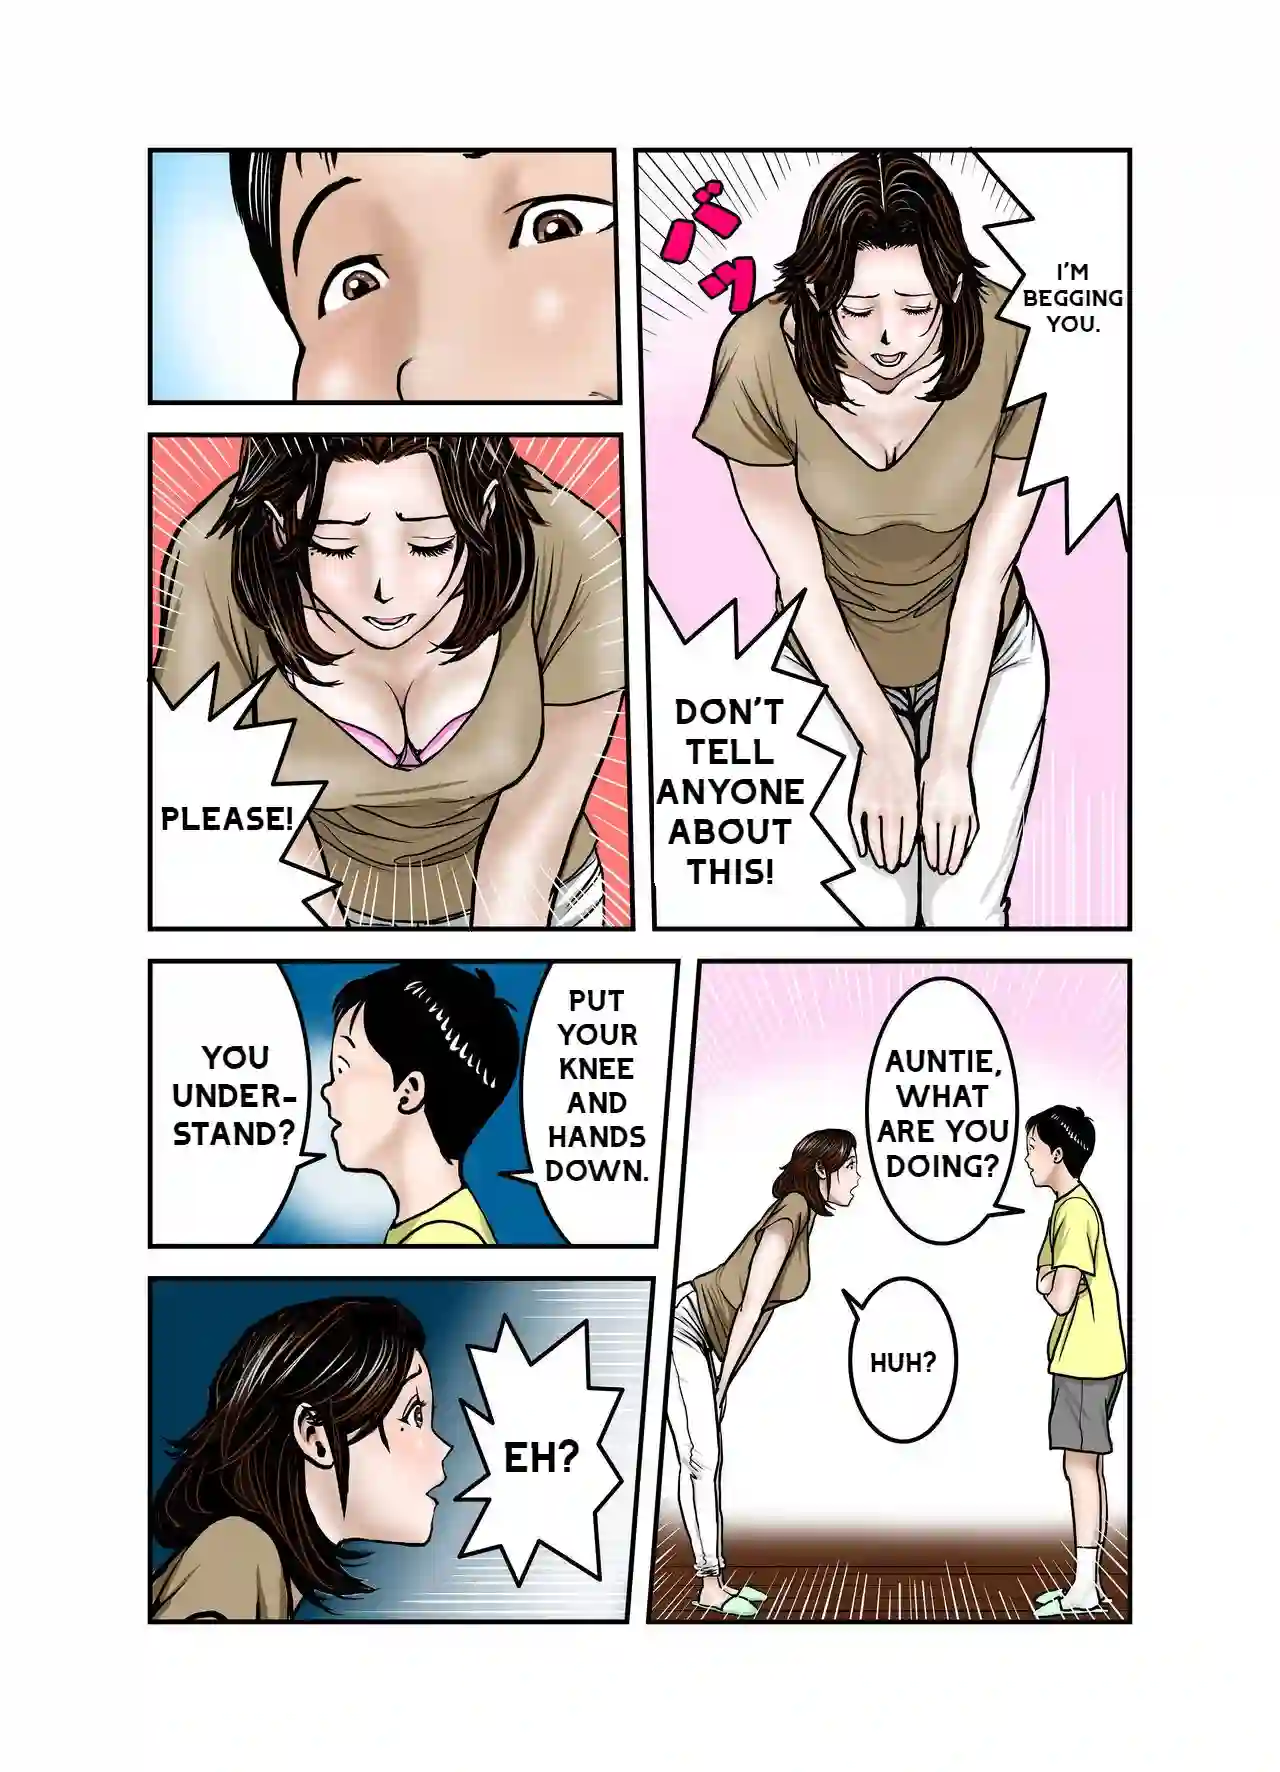 バッ
I'M
BEGGING
YOU.
DON'T
TELL
ANYONE
ABOUT
THIS!
PLEASE!
AUNTIE,
WHAT
ARE YOU
DOING?
HUH?
PUT
YOUR
KNEE
AND
HANDS
DOWN.
YOU
UNDER-
STAND?
EH?